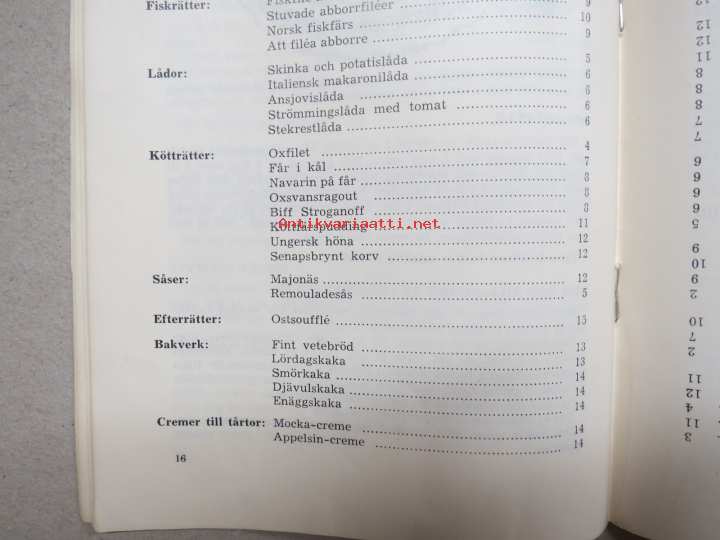 Fiskrätter:
Stuvade abborrfiléer 9
Norsk fiskfärs 10
Att filéa abborre 9
Lådor: Skinka och potatislåda 5
Italiensk makaronilåda 6
Ansjovislåda 6
Strömmingslåda med tomat 6
Stekrestlåda 6
Kötträtter: Oxfilet 4
Får i kål 7
Navarin på får 8
Oxsvansragout 8
Biff Stroganoff 8
Antikvariaatti.net
Köttfärspudding 11
Ungersk höna 12
Senapsbrynt korv 12
Såser: Majonäs 12
Remouladesås 5
Efterrätter: Ostsoufflé 15
Bakverk: Fint vetebröd 13
Lördagskaka 13
Smörkaka 14
Djävulskaka 14
Enäggskaka 14
Cremer till tårtor: Mocka-creme 14
Appelsin-creme 14
16